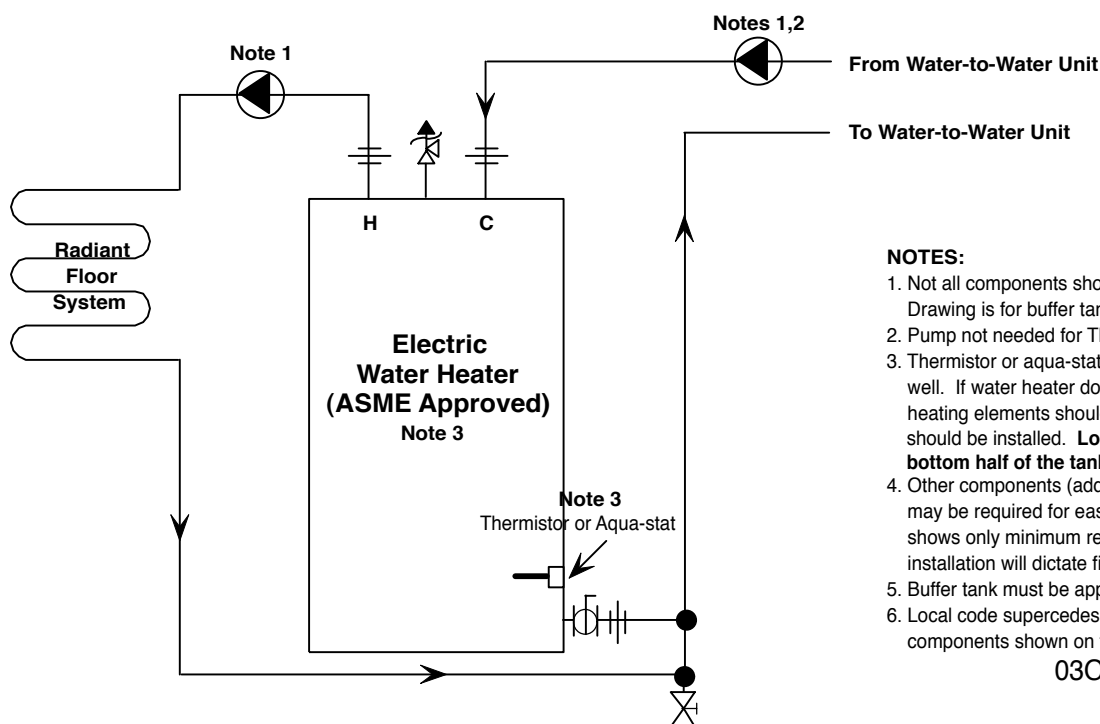 Notes 1,2
Note 1
From Water-to-Water Unit
To Water-to-Water Unit
H
C
Radiant
Floor
System
Electric
Water Heater
(ASME Approved)
Note 3
Note 3
Thermistor or Aqua-stat
NOTES:
1. Not all components sho
Drawing is for buffer tan
2. Pump not needed for Th
3. Thermistor or aqua-stat
well. If water heater do
heating elements shoul
should be installed. Lo
bottom half of the tank
4. Other components (add
may be required for eas
shows only minimum re
installation will dictate fi
5. Buffer tank must be app
6. Local code supercedes
components shown on
03C